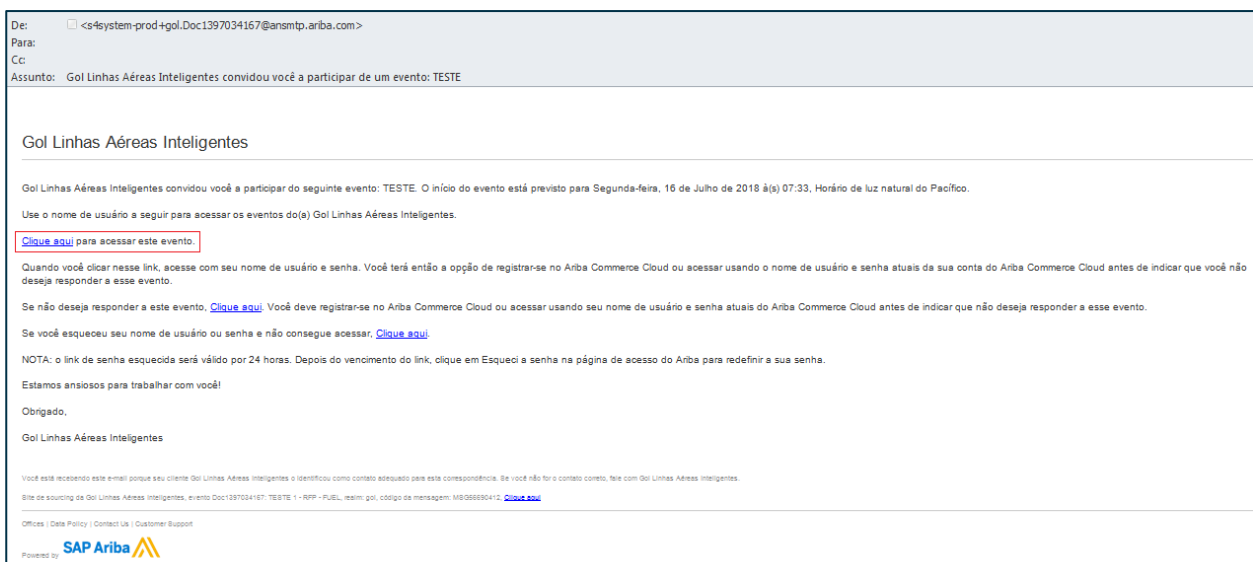 De: <s4system-prod+gol.Doc1397034167@ansmtp.ariba.com>
Para:
Cc:
Assunto: Gol Linhas Aéreas Inteligentes convidou você a participar de um evento: TESTE
Gol Linhas Aéreas Inteligentes
Gol Linhas Aéreas Inteligentes convidou você a participar do seguinte evento: TESTE. O início do evento está previsto para Segunda-feira, 16 de Julho de 2018 à(s) 07:33, Horário de luz natural do Pacífico.
Use o nome de usuário a seguir para acessar os eventos do(a) Gol Linhas Aéreas Inteligentes.
Clique aqui para acessar este evento.
Quando você clicar nesse link, acesse com seu nome de usuário e senha. Você terá então a opção de registrar-se no Ariba Commerce Cloud ou acessar usando o nome de usuário e senha atuais da sua conta do Ariba Commerce Cloud antes de indicar que você não
deseja responder a esse evento.
Se não deseja responder a este evento, Clique aqui. Você deve registrar-se no Ariba Commerce Cloud ou acessar usando seu nome de usuário e senha atuais do Ariba Commerce Cloud antes de indicar que não deseja responder a esse evento.
Se você esqueceu seu nome de usuário ou senha e não consegue acessar, Clique aqui.
NOTA: o link de senha esquecida será válido por 24 horas. Depois do vencimento do link, clique em Esqueci a senha na página de acesso do Ariba para redefinir a sua senha.
Estamos ansiosos para trabalhar com você!
Obrigado,
Gol Linhas Aéreas Inteligentes
Você está recebendo este e-mail porque seu cliente Gol Linhas Aéreas Inteligentes o identificou como contato adequado para esta correspondência. Se você não for o contato correto, fale com Gol Linhas Aéreas Inteligentes.
Site de sourcing da Gol Linhas Aéreas Inteligentes, evento Doc1397034167: TESTE 1 - RFP - FUEL, realm: gol, código da mensagem: MSG56690412, Clique aqui
Offices | Data Policy | Contact Us | Customer Support
Powered by SAP Ariba